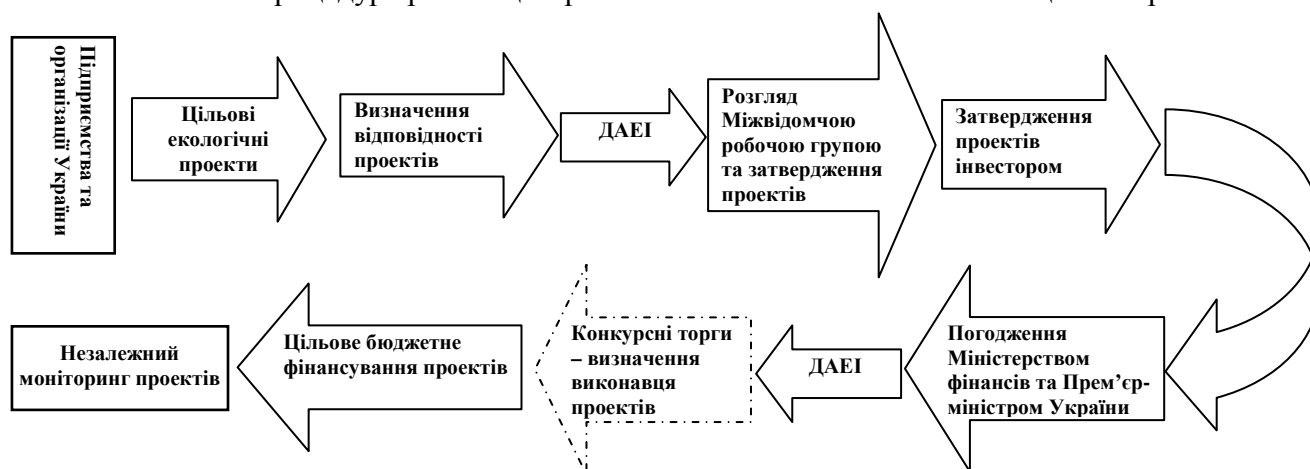 Підприємства та
організації України
Цільові
екологічні
проекти
Визначення
відповідності
проектів
ДАЕІ
Розгляд
Міжвідомчою
робочою групою
та затвердження
проектів
Затвердження
проектів
інвестором
Погодження
Міністерством
фінансів та Прем’єр-
міністром України
ДАЕІ
Конкурсні торги
– визначення
виконавця
проектів
Цільове бюджетне
фінансування проектів
Незалежний
моніторинг проектів